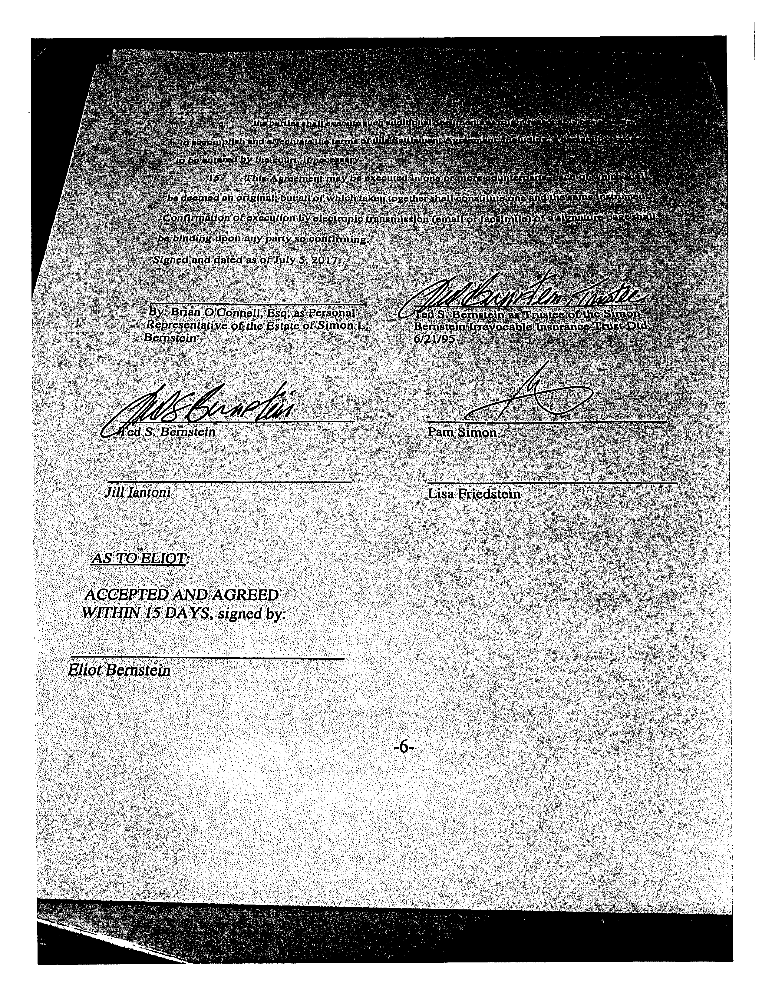 q. the parties shall execute such additional documents as might reasonably be necessary
to accomplish and effectuate the terms of this Settlement Agreement, including, a
to be entered by the court, if necessary.
15. This Agreement may be executed in one or more counterparts, each of which shall
be deemed an original, but all of which taken together shall constitute one and the same instrument.
Confirmation of execution by electronic transmission (email or facsimile) of a signature page shall
be binding upon any party so confirming.
Signed and dated as of July 5, 2017.
Ted Bernstein, Trustee
By: Brian O'Connell, Esq. as Personal
Representative of the Estate of Simon L.
Bernstein
Ted S. Bernstein as Trustee of the Simon
Bernstein Irrevocable Insurance Trust Dtd
6/21/95
Ted S Bernstein
Ted S. Bernstein
Pam Simon
Jill Iantoni
Lisa Friedstein
AS TO ELIOT:
ACCEPTED AND AGREED
WITHIN 15 DAYS, signed by:
Eliot Bernstein
-6-